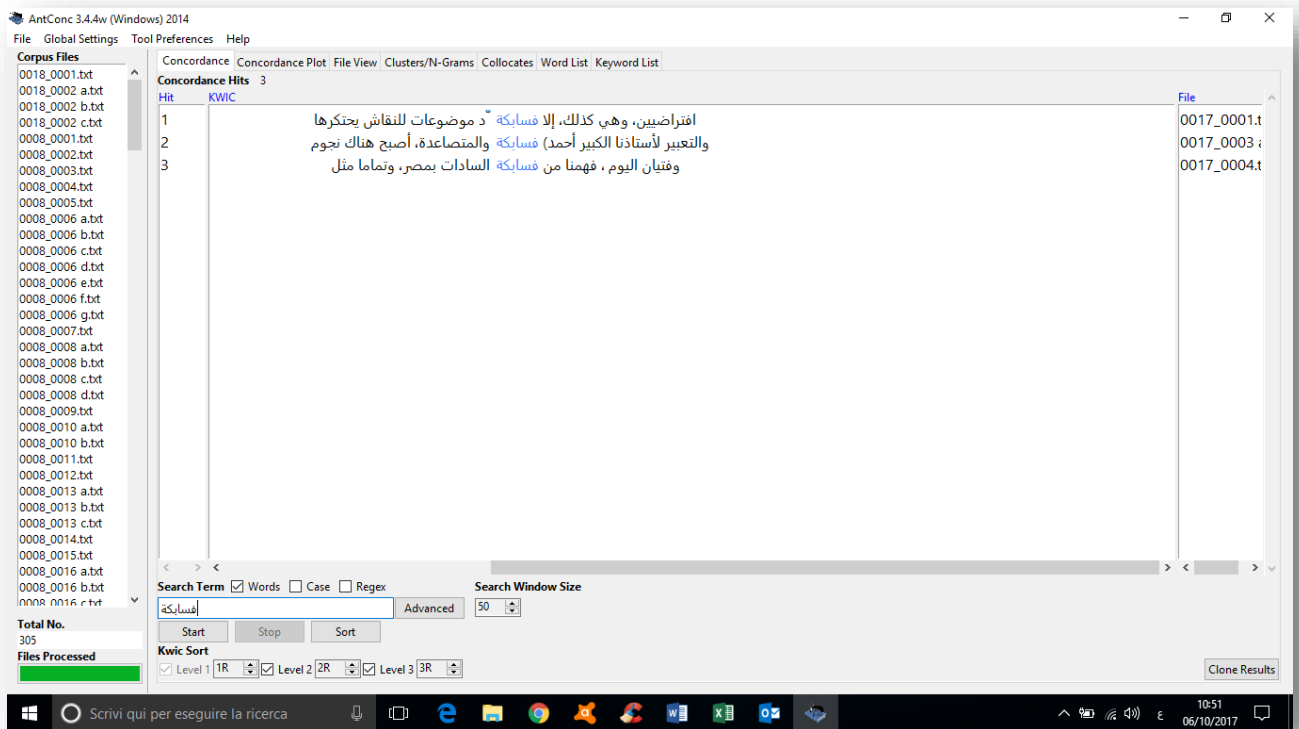 AntConc 3.4.4w (Windows) 2014
File Global Settings Tool Preferences Help
Corpus Files
0018_0001.txt
0018_0002 a.txt
0018_0002 b.txt
0018_0002 c.txt
0008_0001.txt
0008_0002.txt
0008_0003.txt
0008_0004.txt
0008_0005.txt
0008_0006 a.txt
0008_0006 b.txt
0008_0006 c.txt
0008_0006 d.txt
0008_0006 e.txt
0008_0006 f.txt
0008_0006 g.txt
0008_0007.txt
0008_0008 a.txt
0008_0008 b.txt
0008_0008 c.txt
0008_0008 d.txt
0008_0009.txt
0008_0010 a.txt
0008_0010 b.txt
0008_0011.txt
0008_0012.txt
0008_0013 a.txt
0008_0013 b.txt
0008_0013 c.txt
0008_0014.txt
0008_0015.txt
0008_0016 a.txt
0008_0016 b.txt
0008_0016 c.txt
Total No.
305
Files Processed
Concordance Concordance Plot File View Clusters/N-Grams Collocates Word List Keyword List
Concordance Hits 3
Hit KWIC File
1 افتراضيين، وهي كذلك، إلا فسابكة ّد موضوعات للنقاش يحتكرها 0017_0001.t
2 والتعبير لأستاذنا الكبير أحمد) فسابكة والمتصاعدة، أصبح هناك نجوم 0017_0003
3 وفتيان اليوم ، فهمنا من فسابكة السادات بمصر، وتماما مثل 0017_0004.t
Search Term Words Case Regex Search Window Size
فسابكة Advanced 50
Start Stop Sort
Kwic Sort
Level 1 1R Level 2 2R Level 3 3R Clone Results
Scrivi qui per eseguire la ricerca
ع 10:51
06/10/2017